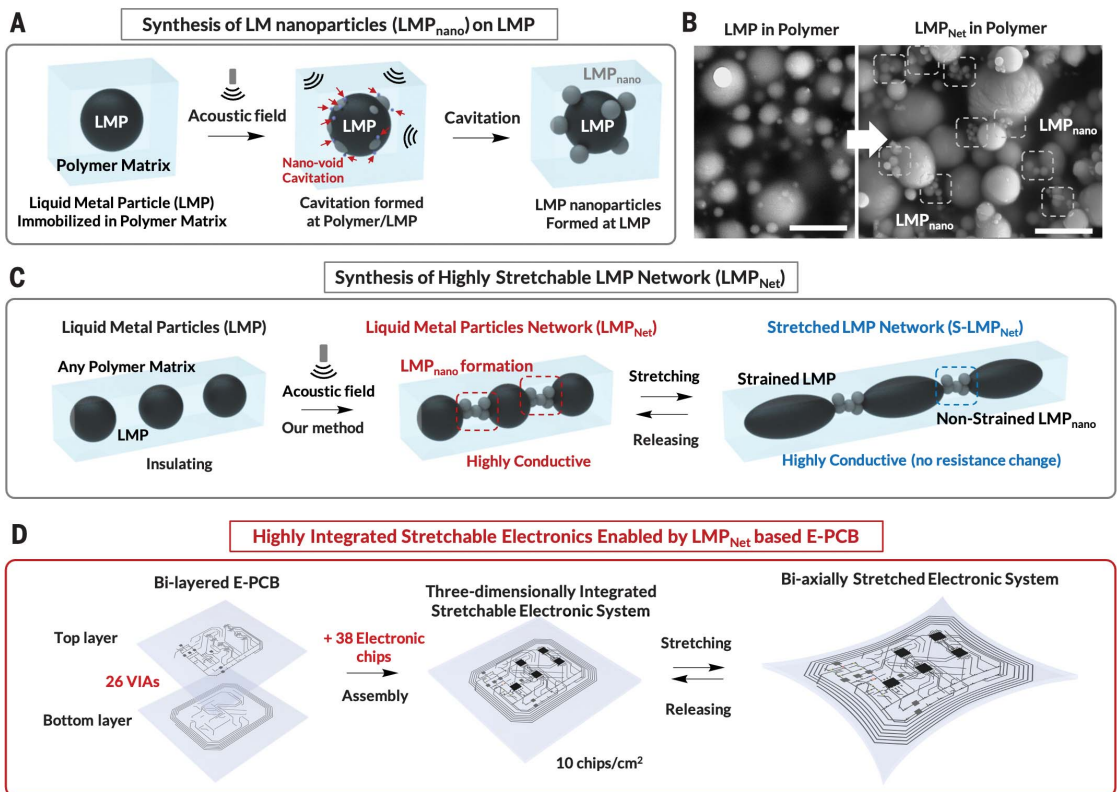 A
Synthesis of LM nanoparticles (LMPnano) on LMP
LMP
Polymer Matrix
Liquid Metal Particle (LMP)
Immobilized in Polymer Matrix
Acoustic field
LMP
Nano-void
Cavitation
Cavitation formed
at Polymer/LMP
Cavitation
LMPnano
LMP
LMP nanoparticles
Formed at LMP
B
LMP in Polymer
LMPNet in Polymer
LMPnano
LMPnano
C
Synthesis of Highly Stretchable LMP Network (LMPNet)
Liquid Metal Particles (LMP)
Any Polymer Matrix
LMP
Insulating
Acoustic field
Our method
Liquid Metal Particles Network (LMPNet)
LMPnano formation
Highly Conductive
Stretching
Releasing
Stretched LMP Network (S-LMPNet)
Strained LMP
Non-Strained LMPnano
Highly Conductive (no resistance change)
D
Highly Integrated Stretchable Electronics Enabled by LMPNet based E-PCB
Bi-layered E-PCB
Top layer
26 VIAs
Bottom layer
+ 38 Electronic
chips
Assembly
Three-dimensionally Integrated
Stretchable Electronic System
10 chips/cm²
Stretching
Releasing
Bi-axially Stretched Electronic System